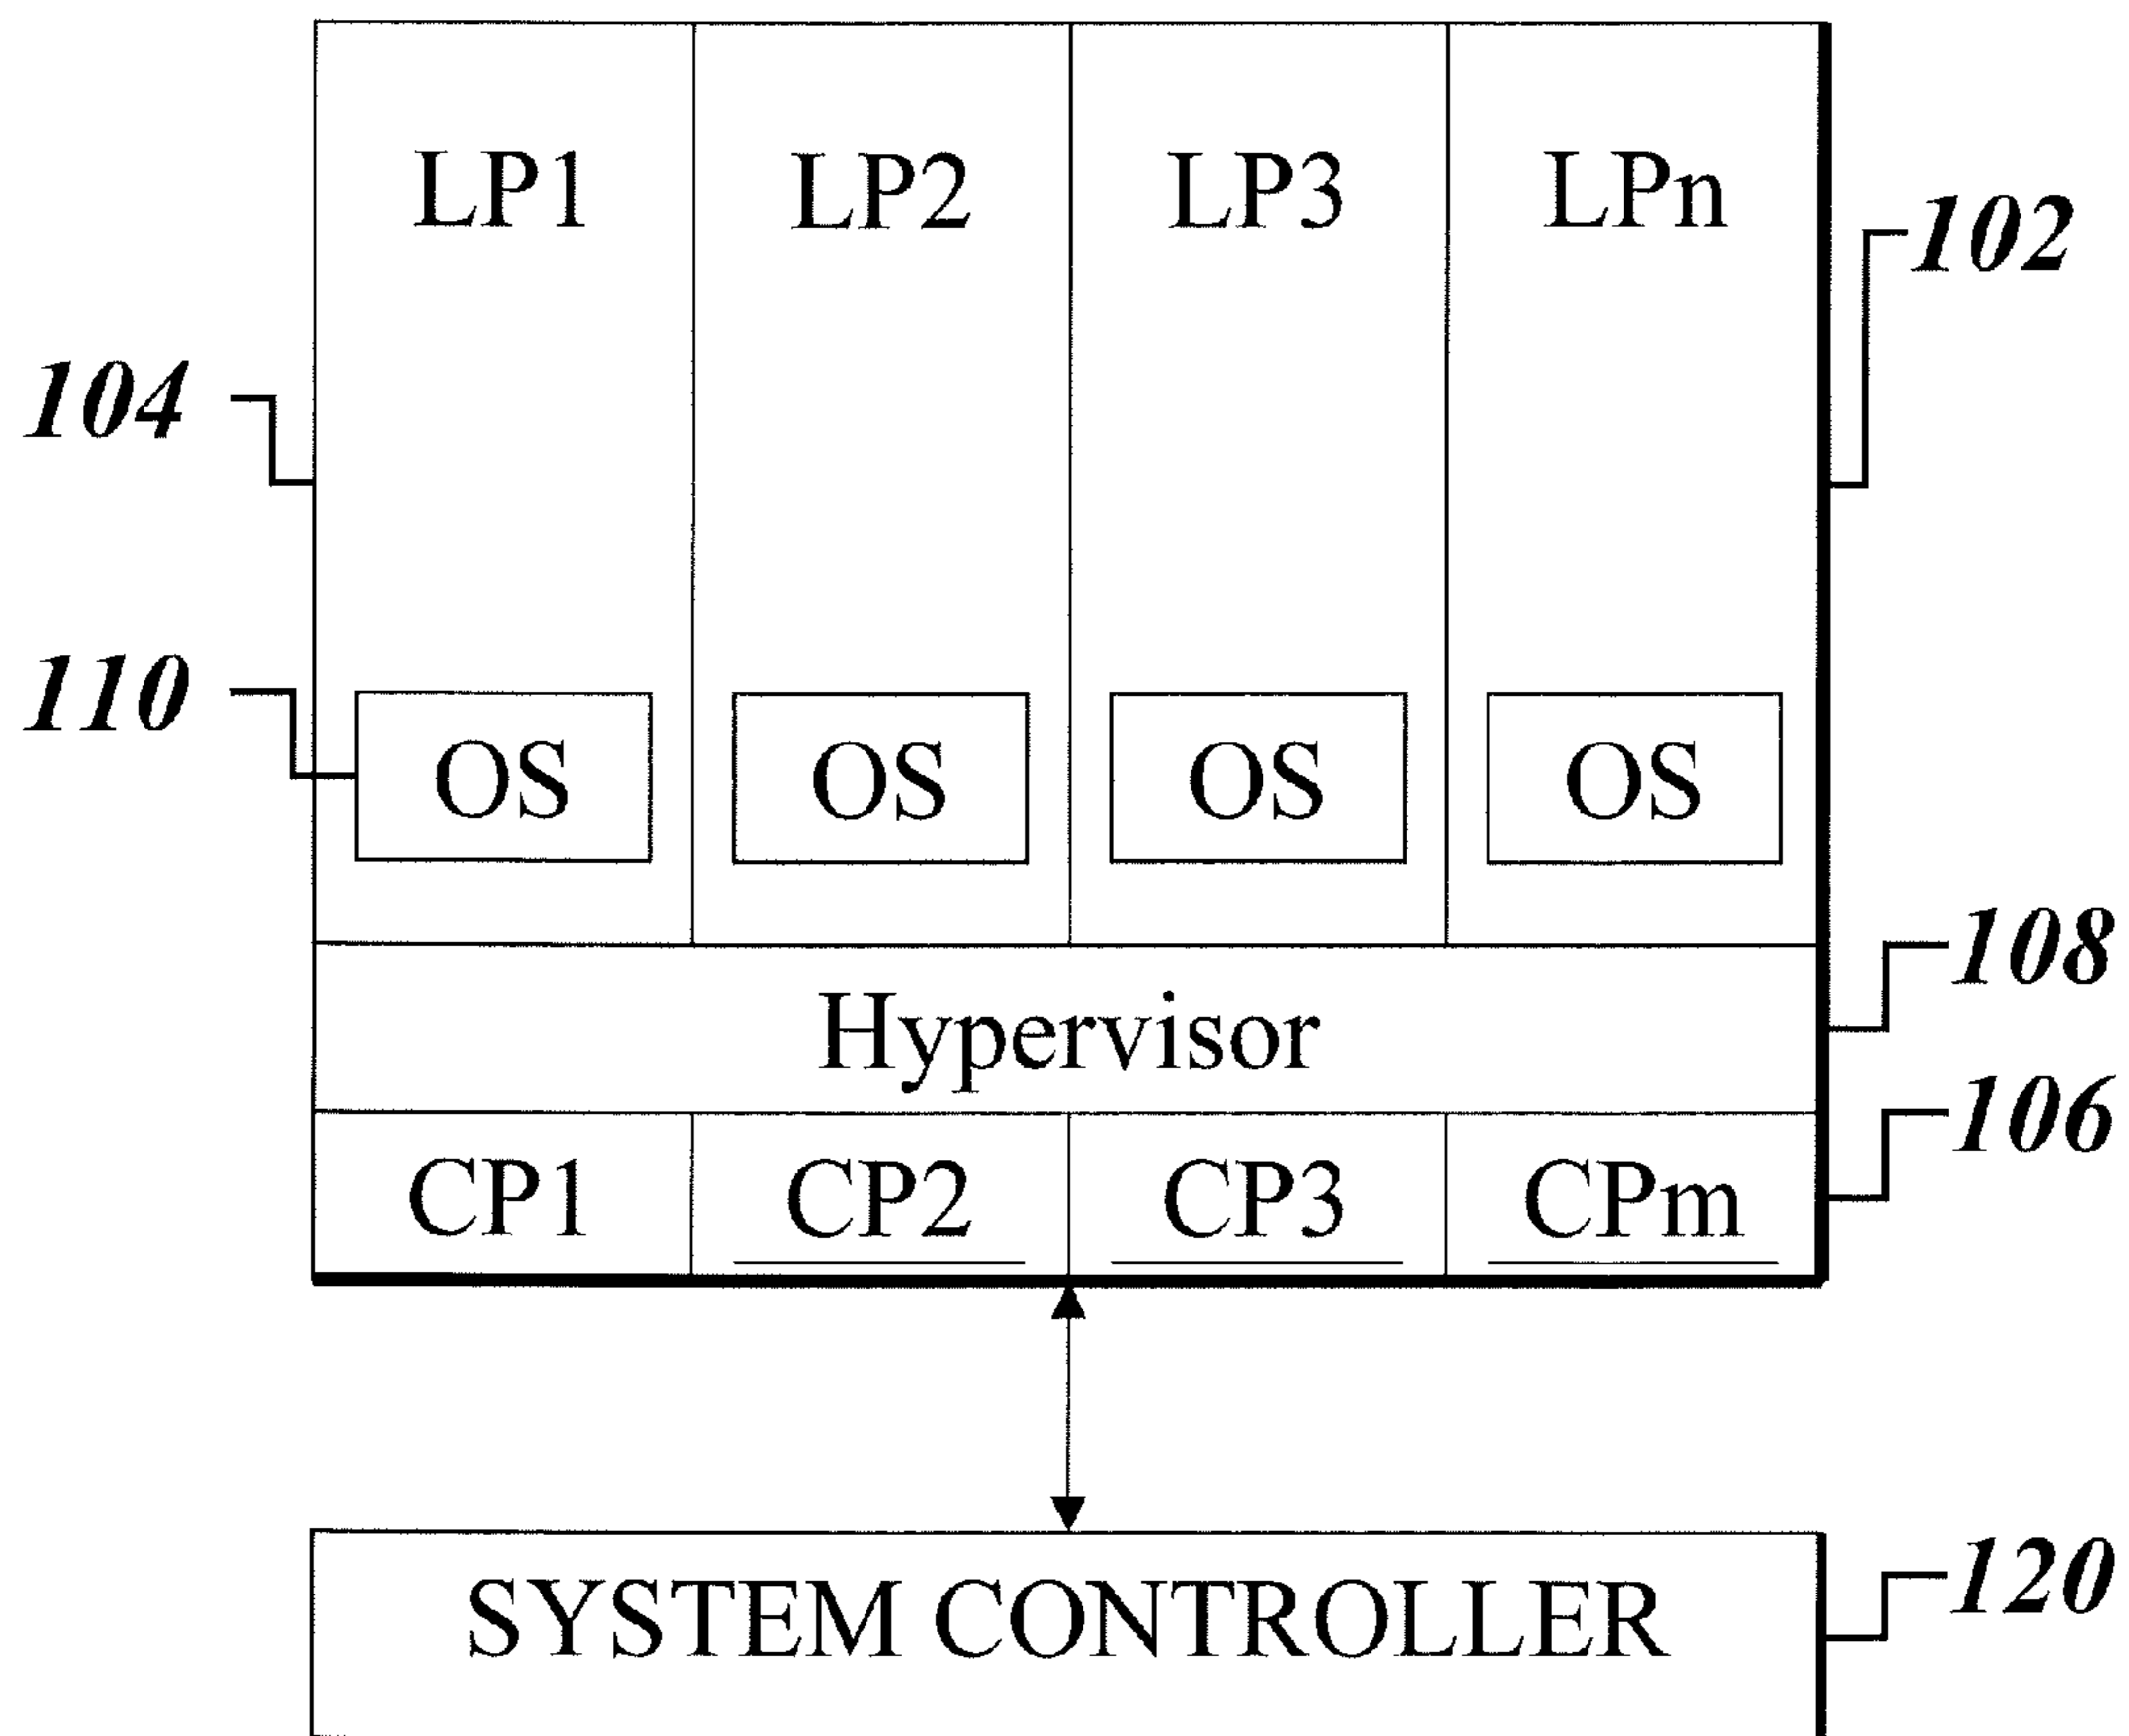 LP1 LP2 LP3 LPn
102
104
110
OS OS OS OS
108
Hypervisor
106
CP1 CP2 CP3 CPm
120
SYSTEM CONTROLLER